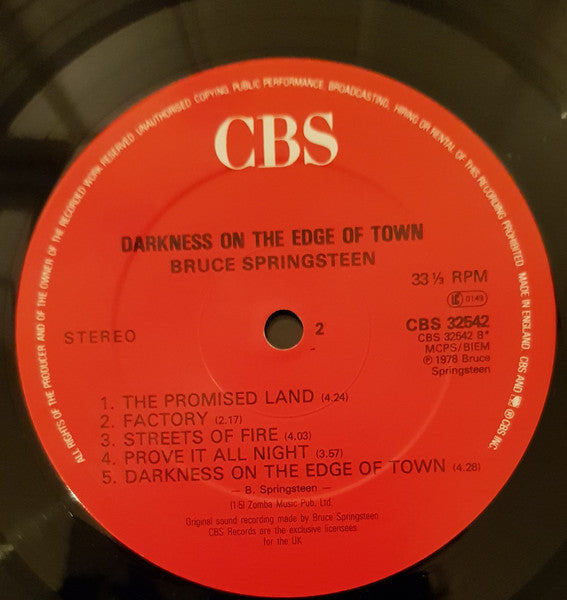 ALL RIGHTS OF THE PRODUCER AND OF THE OWNER OF THE RECORDED WORK RESERVED. UNAUTHORISED COPYING PUBLIC PERFORMANCE, BROADCASTING, HIRING OR RENTAL OF THIS RECORDING PROHIBITED. MADE IN ENGLAND. CBS AND ® CBS INC
CBS
DARKNESS ON THE EDGE OF TOWN
BRUCE SPRINGSTEEN
33 ⅓ RPM
0149
STEREO
2
CBS 32542
CBS 32542 B*
MCPS/BIEM
℗ 1978 Bruce
Springsteen
1. THE PROMISED LAND (4.24)
2. FACTORY (2.17)
3. STREETS OF FIRE (4.03)
4. PROVE IT ALL NIGHT (3.57)
5. DARKNESS ON THE EDGE OF TOWN (4.28)
— B. Springsteen —
(1-5) Zomba Music Pub. Ltd.
Original sound recording made by Bruce Springsteen
CBS Records are the exclusive licensees
for the UK